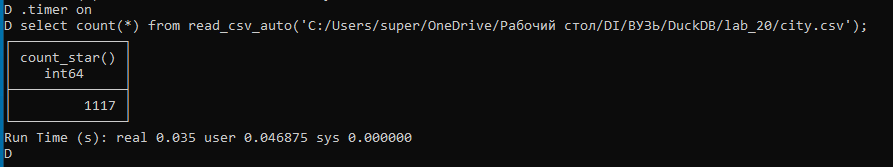 D .timer on
D select count(*) from read_csv_auto('C:/Users/super/OneDrive/Рабочий стол/DI/ВУЗЬ/DuckDB/lab_20/city.csv');
count_star()
int64
1117
Run Time (s): real 0.035 user 0.046875 sys 0.000000
D